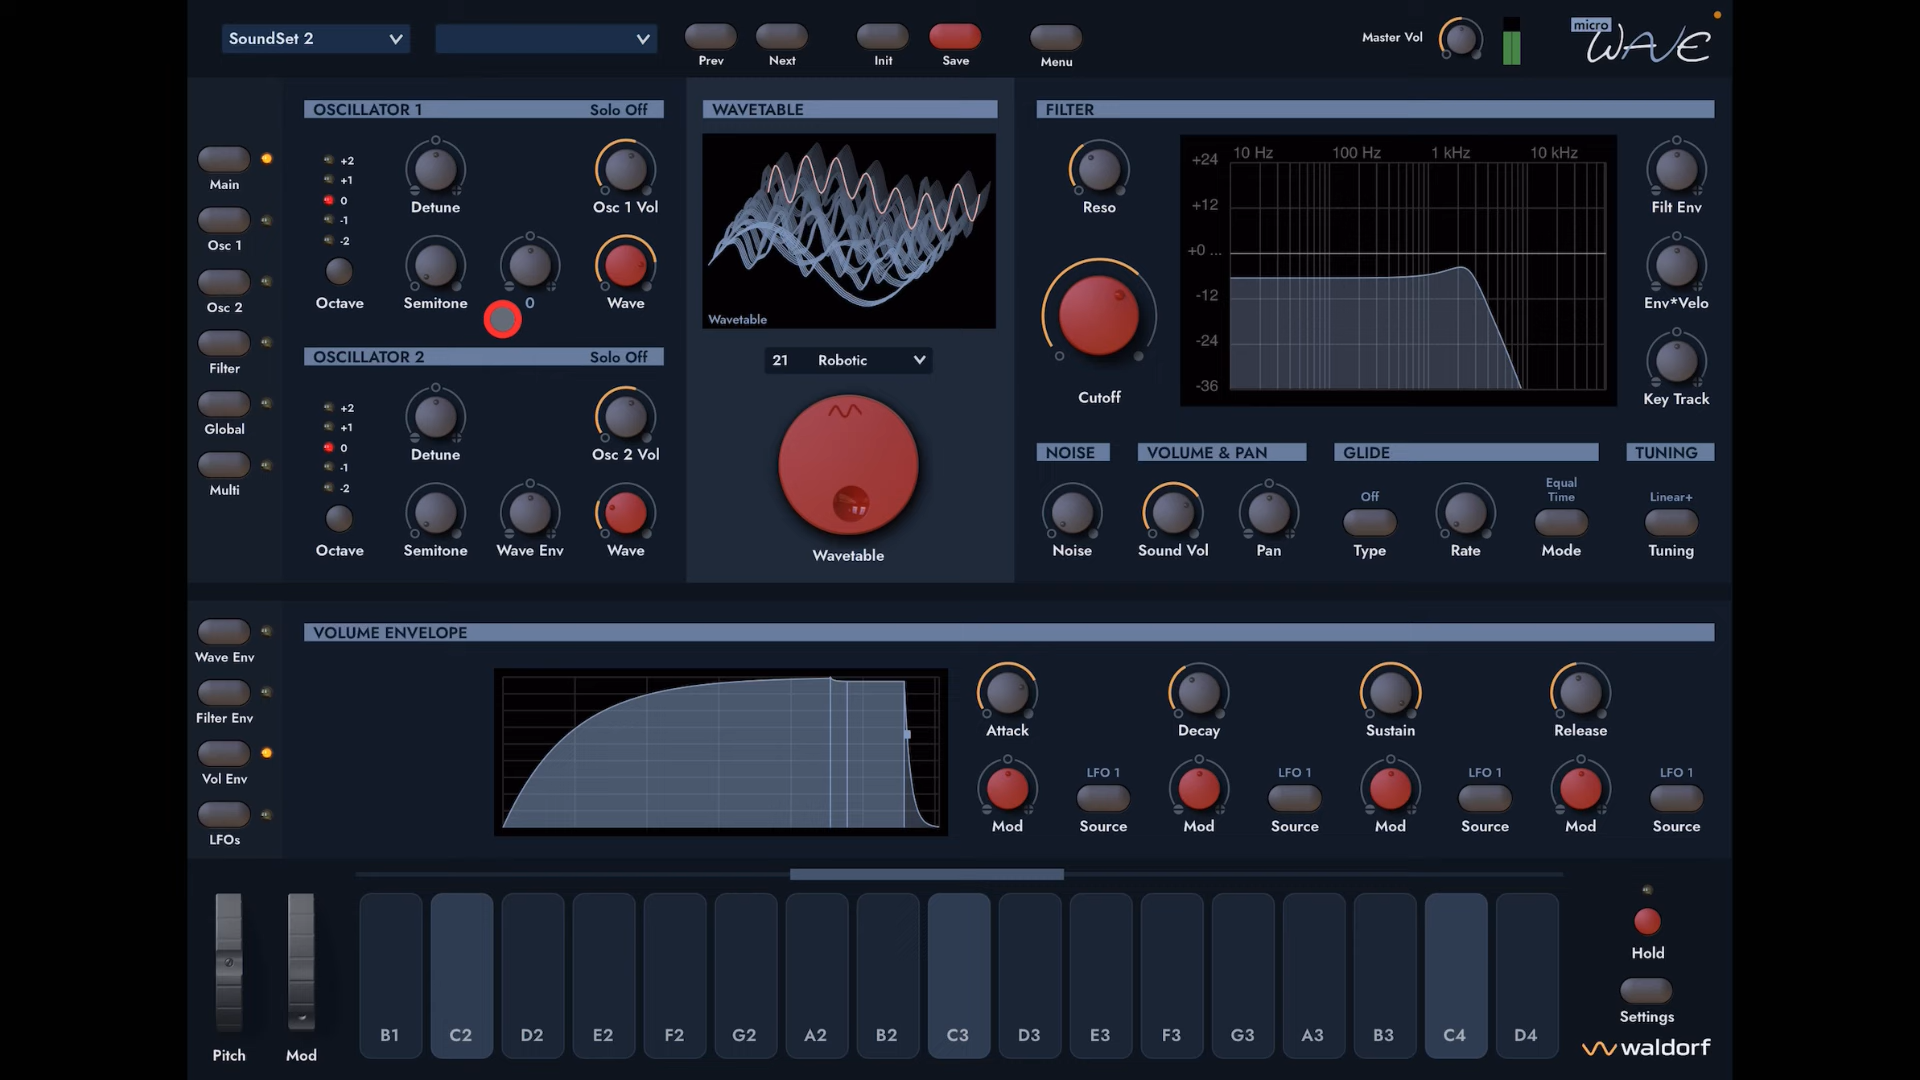 SoundSet 2
Prev
Next
Init
Save
Menu
Master Vol
micro
WAVE
Main
Osc 1
Osc 2
Filter
Global
Multi
OSCILLATOR 1 Solo Off
+2
+1
0
-1
-2
Octave
Detune
Osc 1 Vol
Semitone
0
Wave
OSCILLATOR 2 Solo Off
+2
+1
0
-1
-2
Octave
Detune
Osc 2 Vol
Semitone
Wave Env
Wave
WAVETABLE
Wavetable
21 Robotic
Wavetable
FILTER
Reso
Cutoff
10 Hz 100 Hz 1 kHz 10 kHz
+24
+12
+0 ...
-12
-24
-36
Filt Env
Env*Velo
Key Track
NOISE
Noise
VOLUME & PAN
Sound Vol
Pan
GLIDE
Off
Type
Rate
Equal
Time
Mode
TUNING
Linear+
Tuning
Wave Env
Filter Env
Vol Env
LFOs
VOLUME ENVELOPE
Attack
Decay
Sustain
Release
Mod
LFO 1
Source
Mod
LFO 1
Source
Mod
LFO 1
Source
Mod
LFO 1
Source
Pitch
Mod
B1 C2 D2 E2 F2 G2 A2 B2 C3 D3 E3 F3 G3 A3 B3 C4 D4
Hold
Settings
waldorf